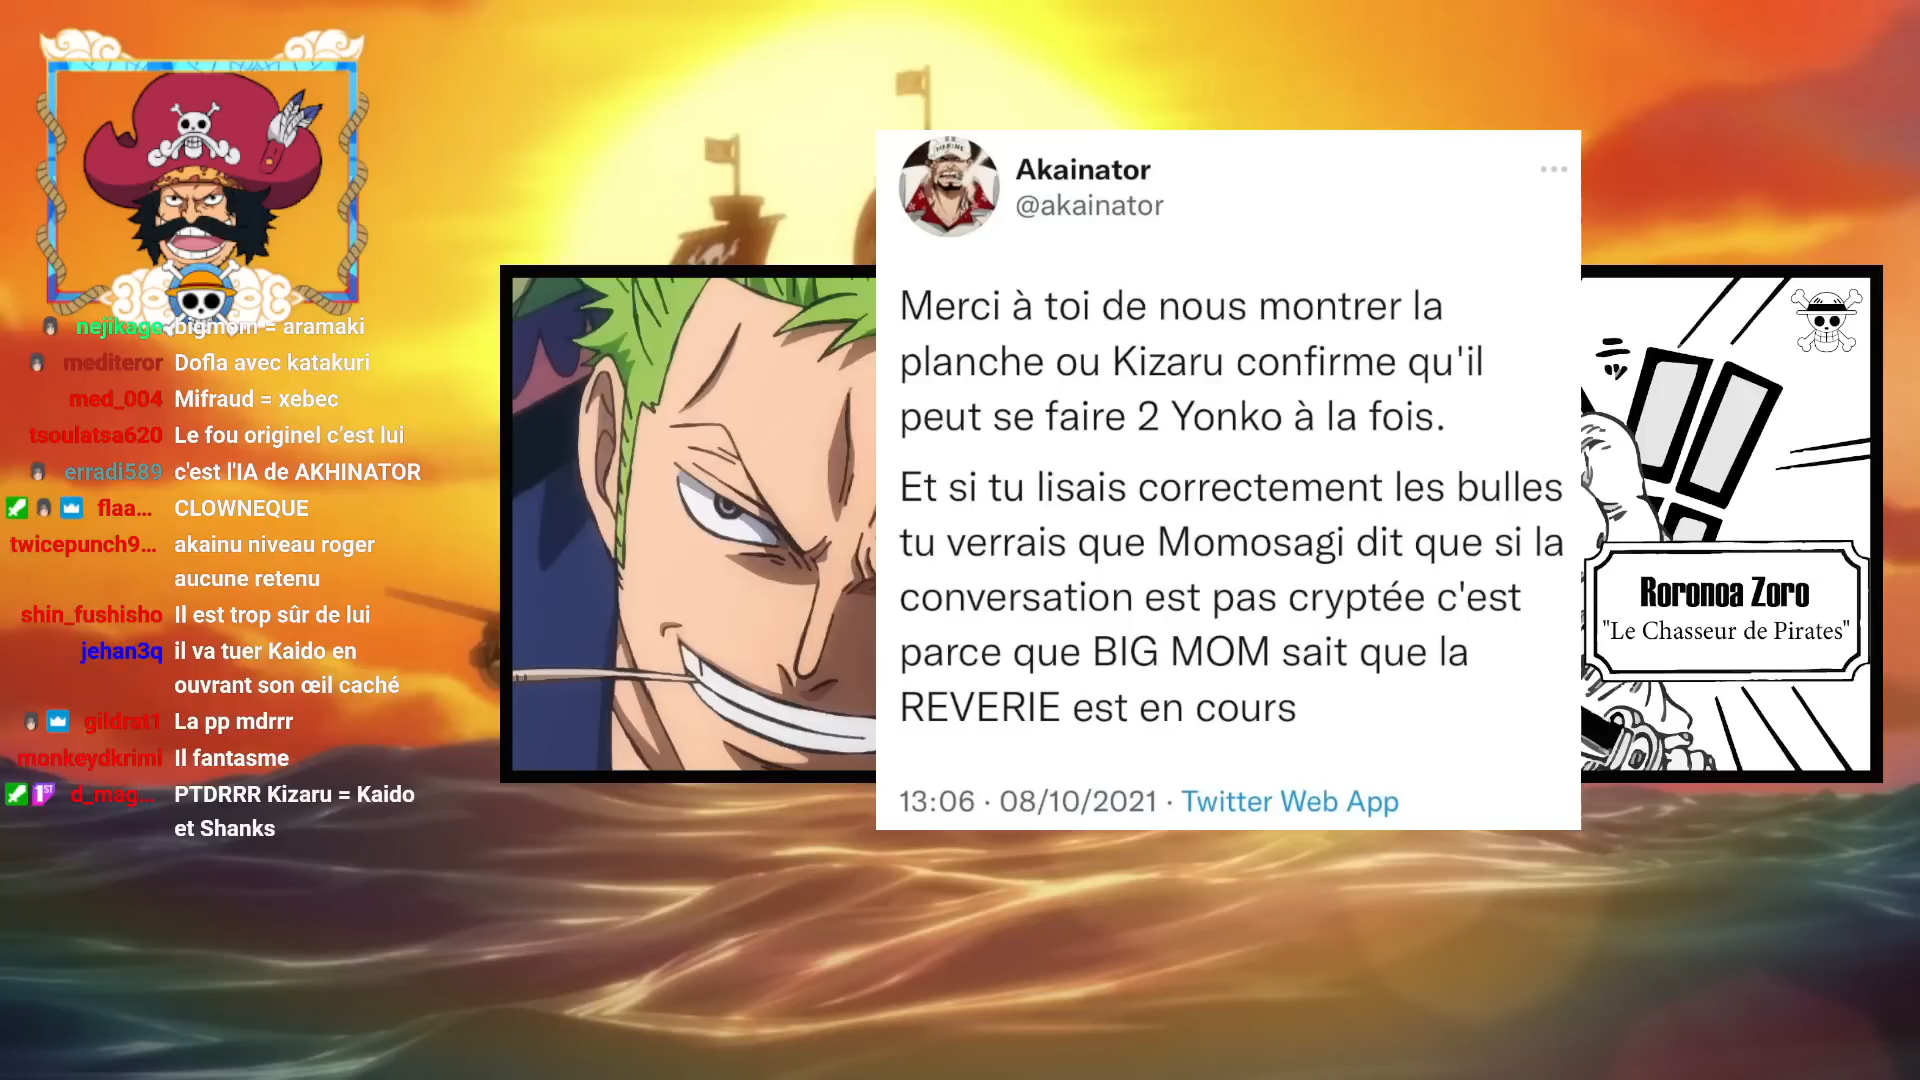 nejikage bigmom = aramaki
mediteror Dofla avec katakuri
med_004 Mifraud = xebec
tsoulatsa620 Le fou originel c’est lui
erradi589 c'est l'IA de AKHINATOR
flaa... CLOWNEQUE
twicepunch9... akainu niveau roger
aucune retenu
shin_fushisho Il est trop sûr de lui
jehan3q il va tuer Kaido en
ouvrant son œil caché
gildrat1 La pp mdrrr
monkeydkrimi Il fantasme
1ST d_mag... PTDRRR Kizaru = Kaido
et Shanks
MARINE
Akainator
@akainator
Merci à toi de nous montrer la
planche ou Kizaru confirme qu'il
peut se faire 2 Yonko à la fois.
Et si tu lisais correctement les bulles
tu verrais que Momosagi dit que si la
conversation est pas cryptée c'est
parce que BIG MOM sait que la
REVERIE est en cours
13:06 · 08/10/2021 · Twitter Web App
Roronoa Zoro
"Le Chasseur de Pirates"